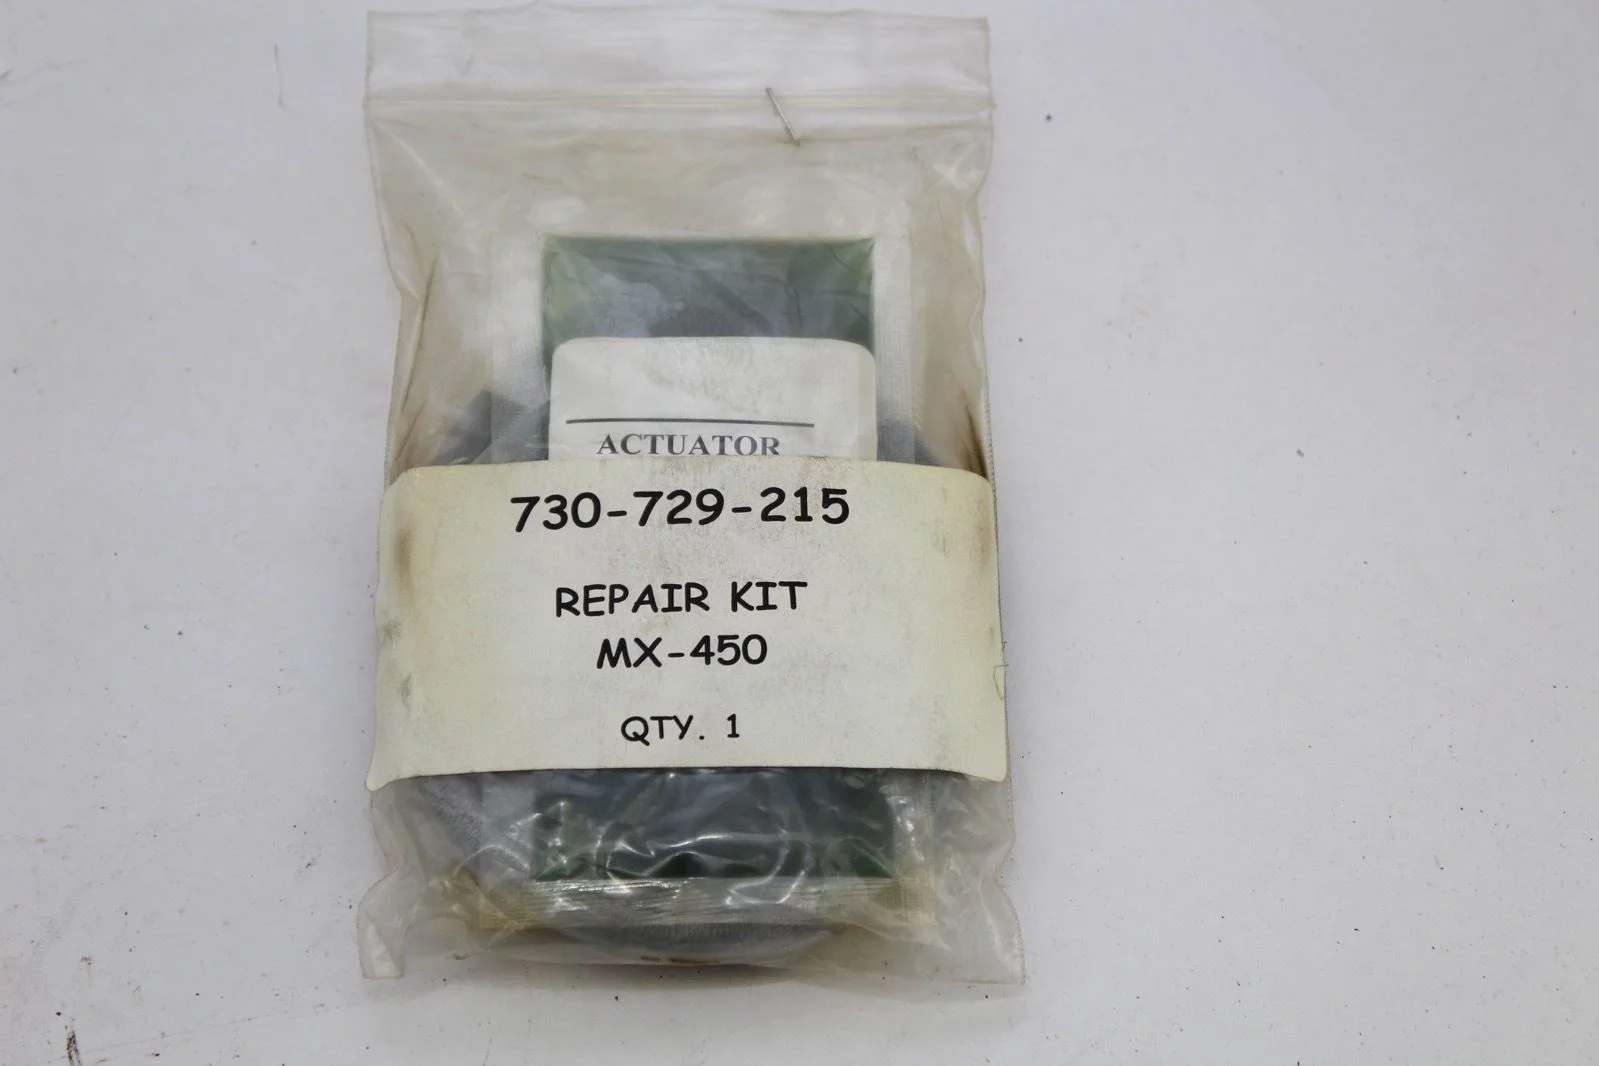 ACTUATOR
730-729-215
REPAIR KIT
MX-450
QTY. 1